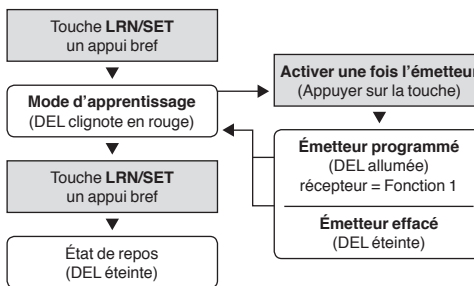 Touche LRN/SET
un appui bref
Mode d'apprentissage
(DEL clignote en rouge)
Touche LRN/SET
un appui bref
État de repos
(DEL éteinte)
Activer une fois l'émetteur
(Appuyer sur la touche)
Émetteur programmé
(DEL allumée)
récepteur = Fonction 1
Émetteur effacé
(DEL éteinte)